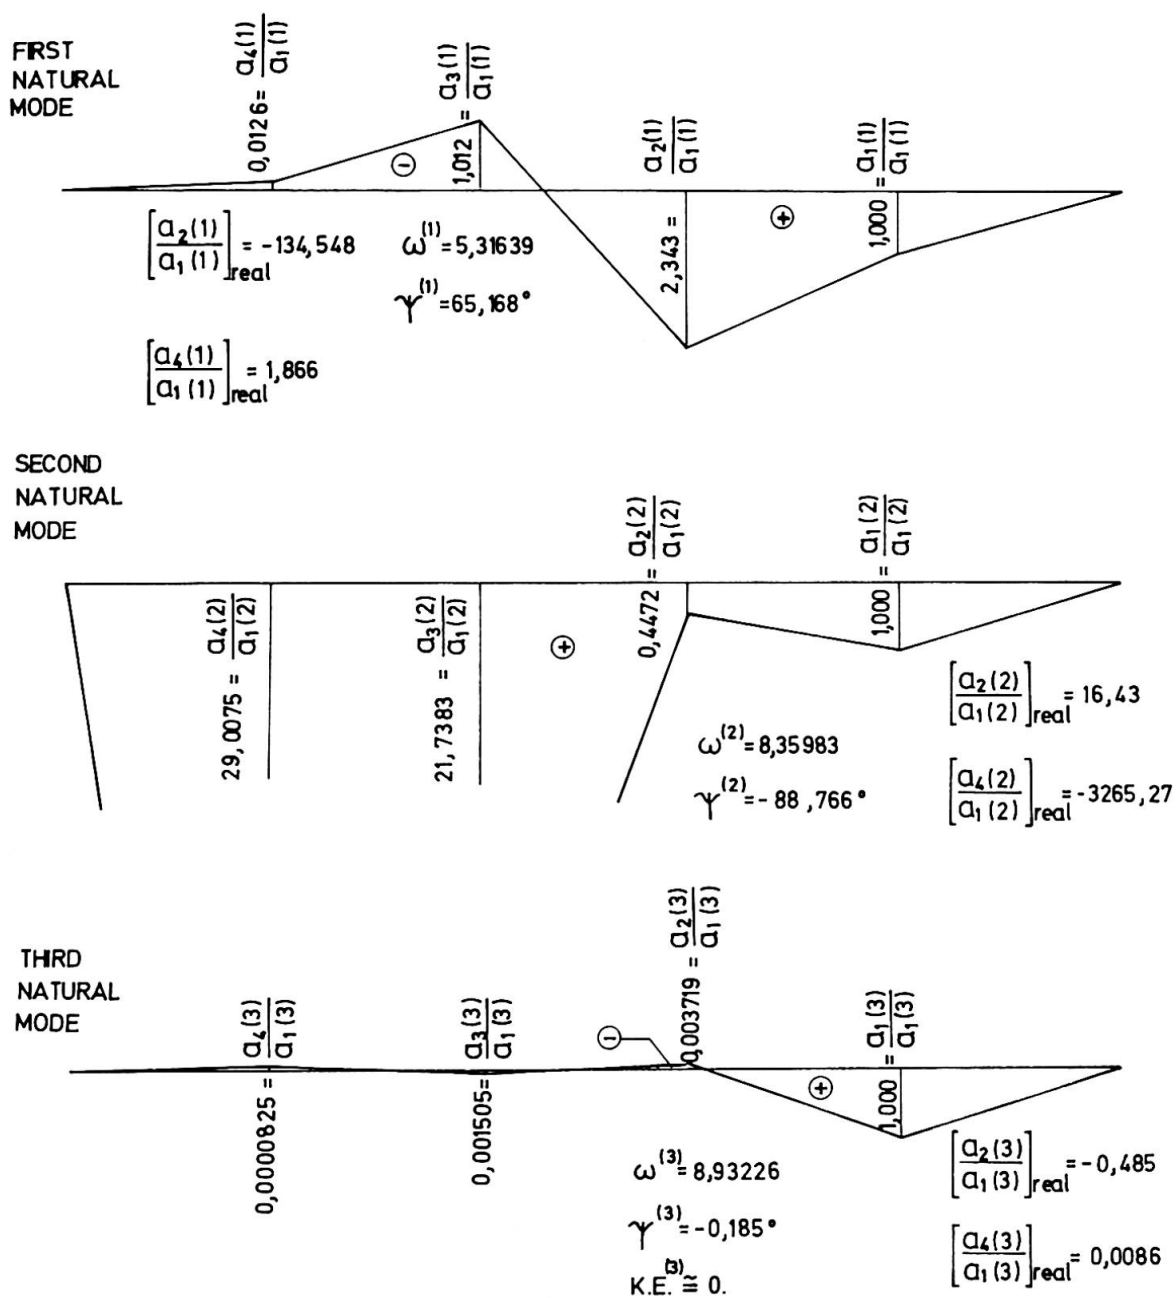 FIRST
NATURAL
MODE
0,0126 = a₄(1)/a₁(1)
1,012 = a₃(1)/a₁(1)
2,343 = a₂(1)/a₁(1)
1,000 = a₁(1)/a₁(1)
⊖
⊕
[a₂(1)/a₁(1)]real = -134,548
ω⁽¹⁾ = 5,31639
ψ⁽¹⁾ = 65,168°
[a₄(1)/a₁(1)]real = 1,866
SECOND
NATURAL
MODE
29,0075 = a₄(2)/a₁(2)
21,7383 = a₃(2)/a₁(2)
0,4472 = a₂(2)/a₁(2)
1,000 = a₁(2)/a₁(2)
⊕
[a₂(2)/a₁(2)]real = 16,43
ω⁽²⁾ = 8,35983
ψ⁽²⁾ = -88,766°
[a₄(2)/a₁(2)]real = -3265,27
THIRD
NATURAL
MODE
0,0000825 = a₄(3)/a₁(3)
0,001505 = a₃(3)/a₁(3)
0,003719 = a₂(3)/a₁(3)
1,000 = a₁(3)/a₁(3)
⊖
⊕
[a₂(3)/a₁(3)]real = -0,485
ω⁽³⁾ = 8,93226
ψ⁽³⁾ = -0,185°
[a₄(3)/a₁(3)]real = 0,0086
K.E.⁽³⁾ ≅ 0.